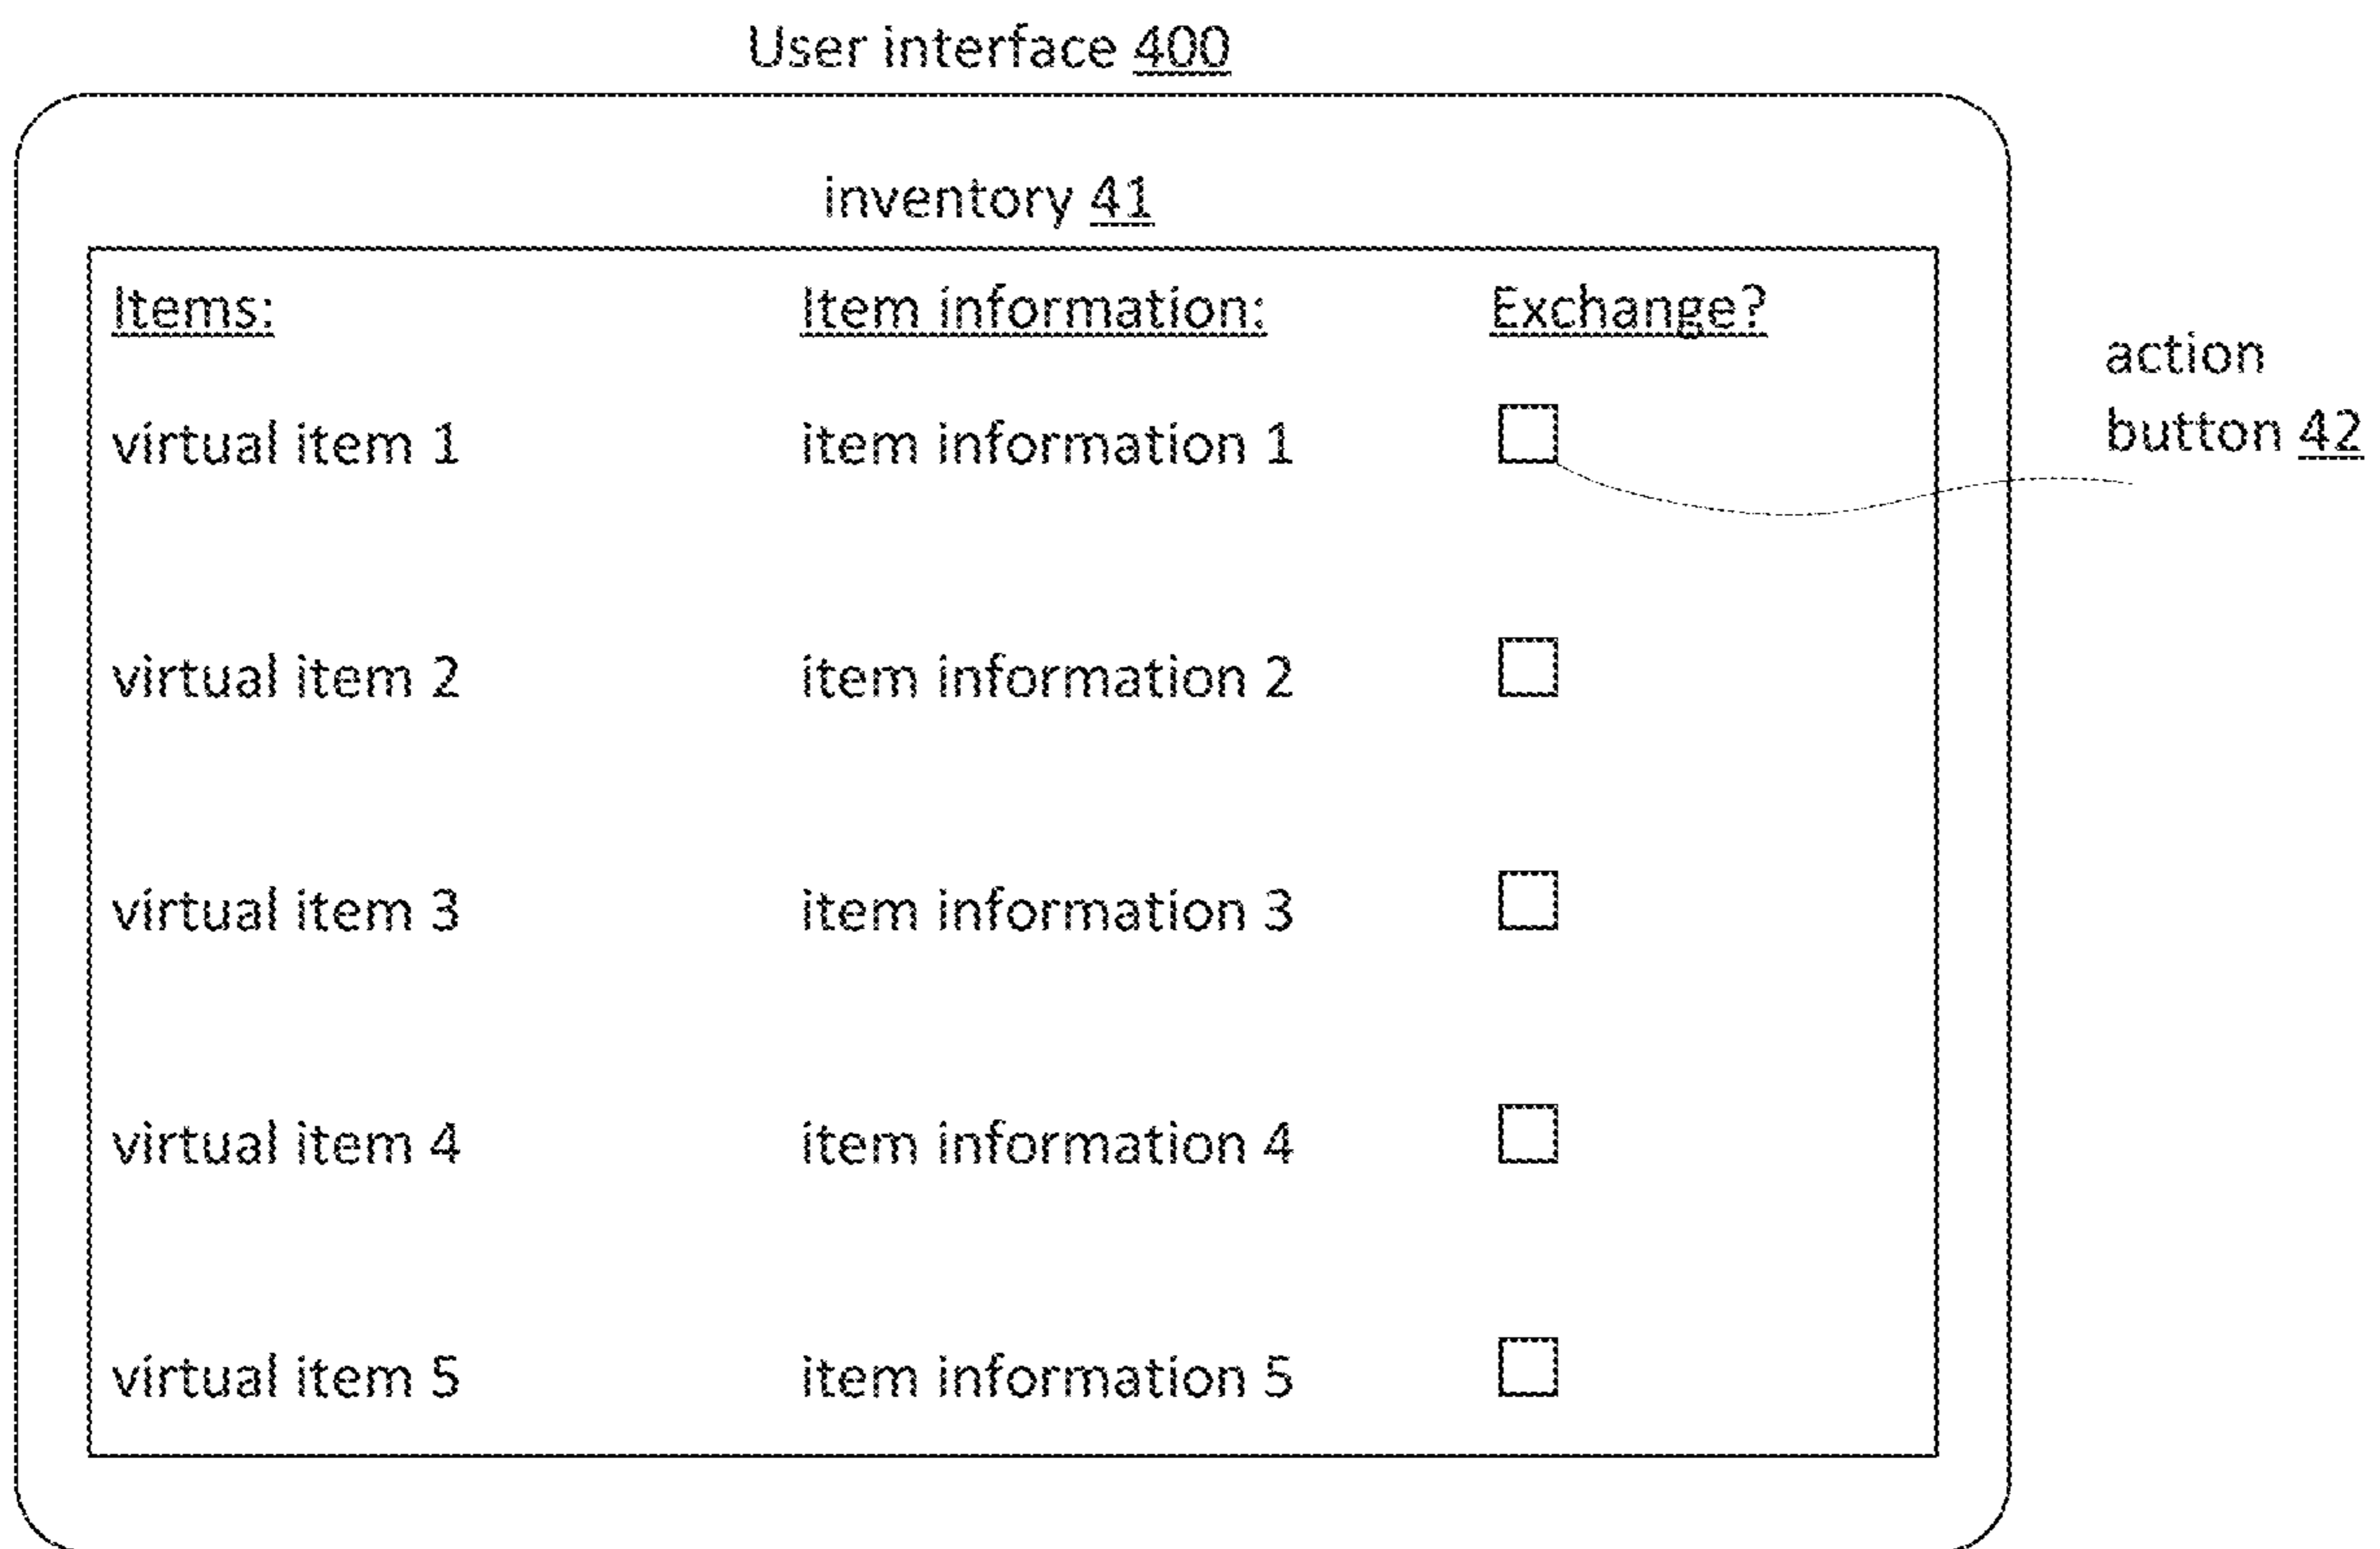 User interface 400
inventory 41
Items: Item information: Exchange?
action
button 42
virtual item 1 item information 1
virtual item 2 item information 2
virtual item 3 item information 3
virtual item 4 item information 4
virtual item 5 item information 5